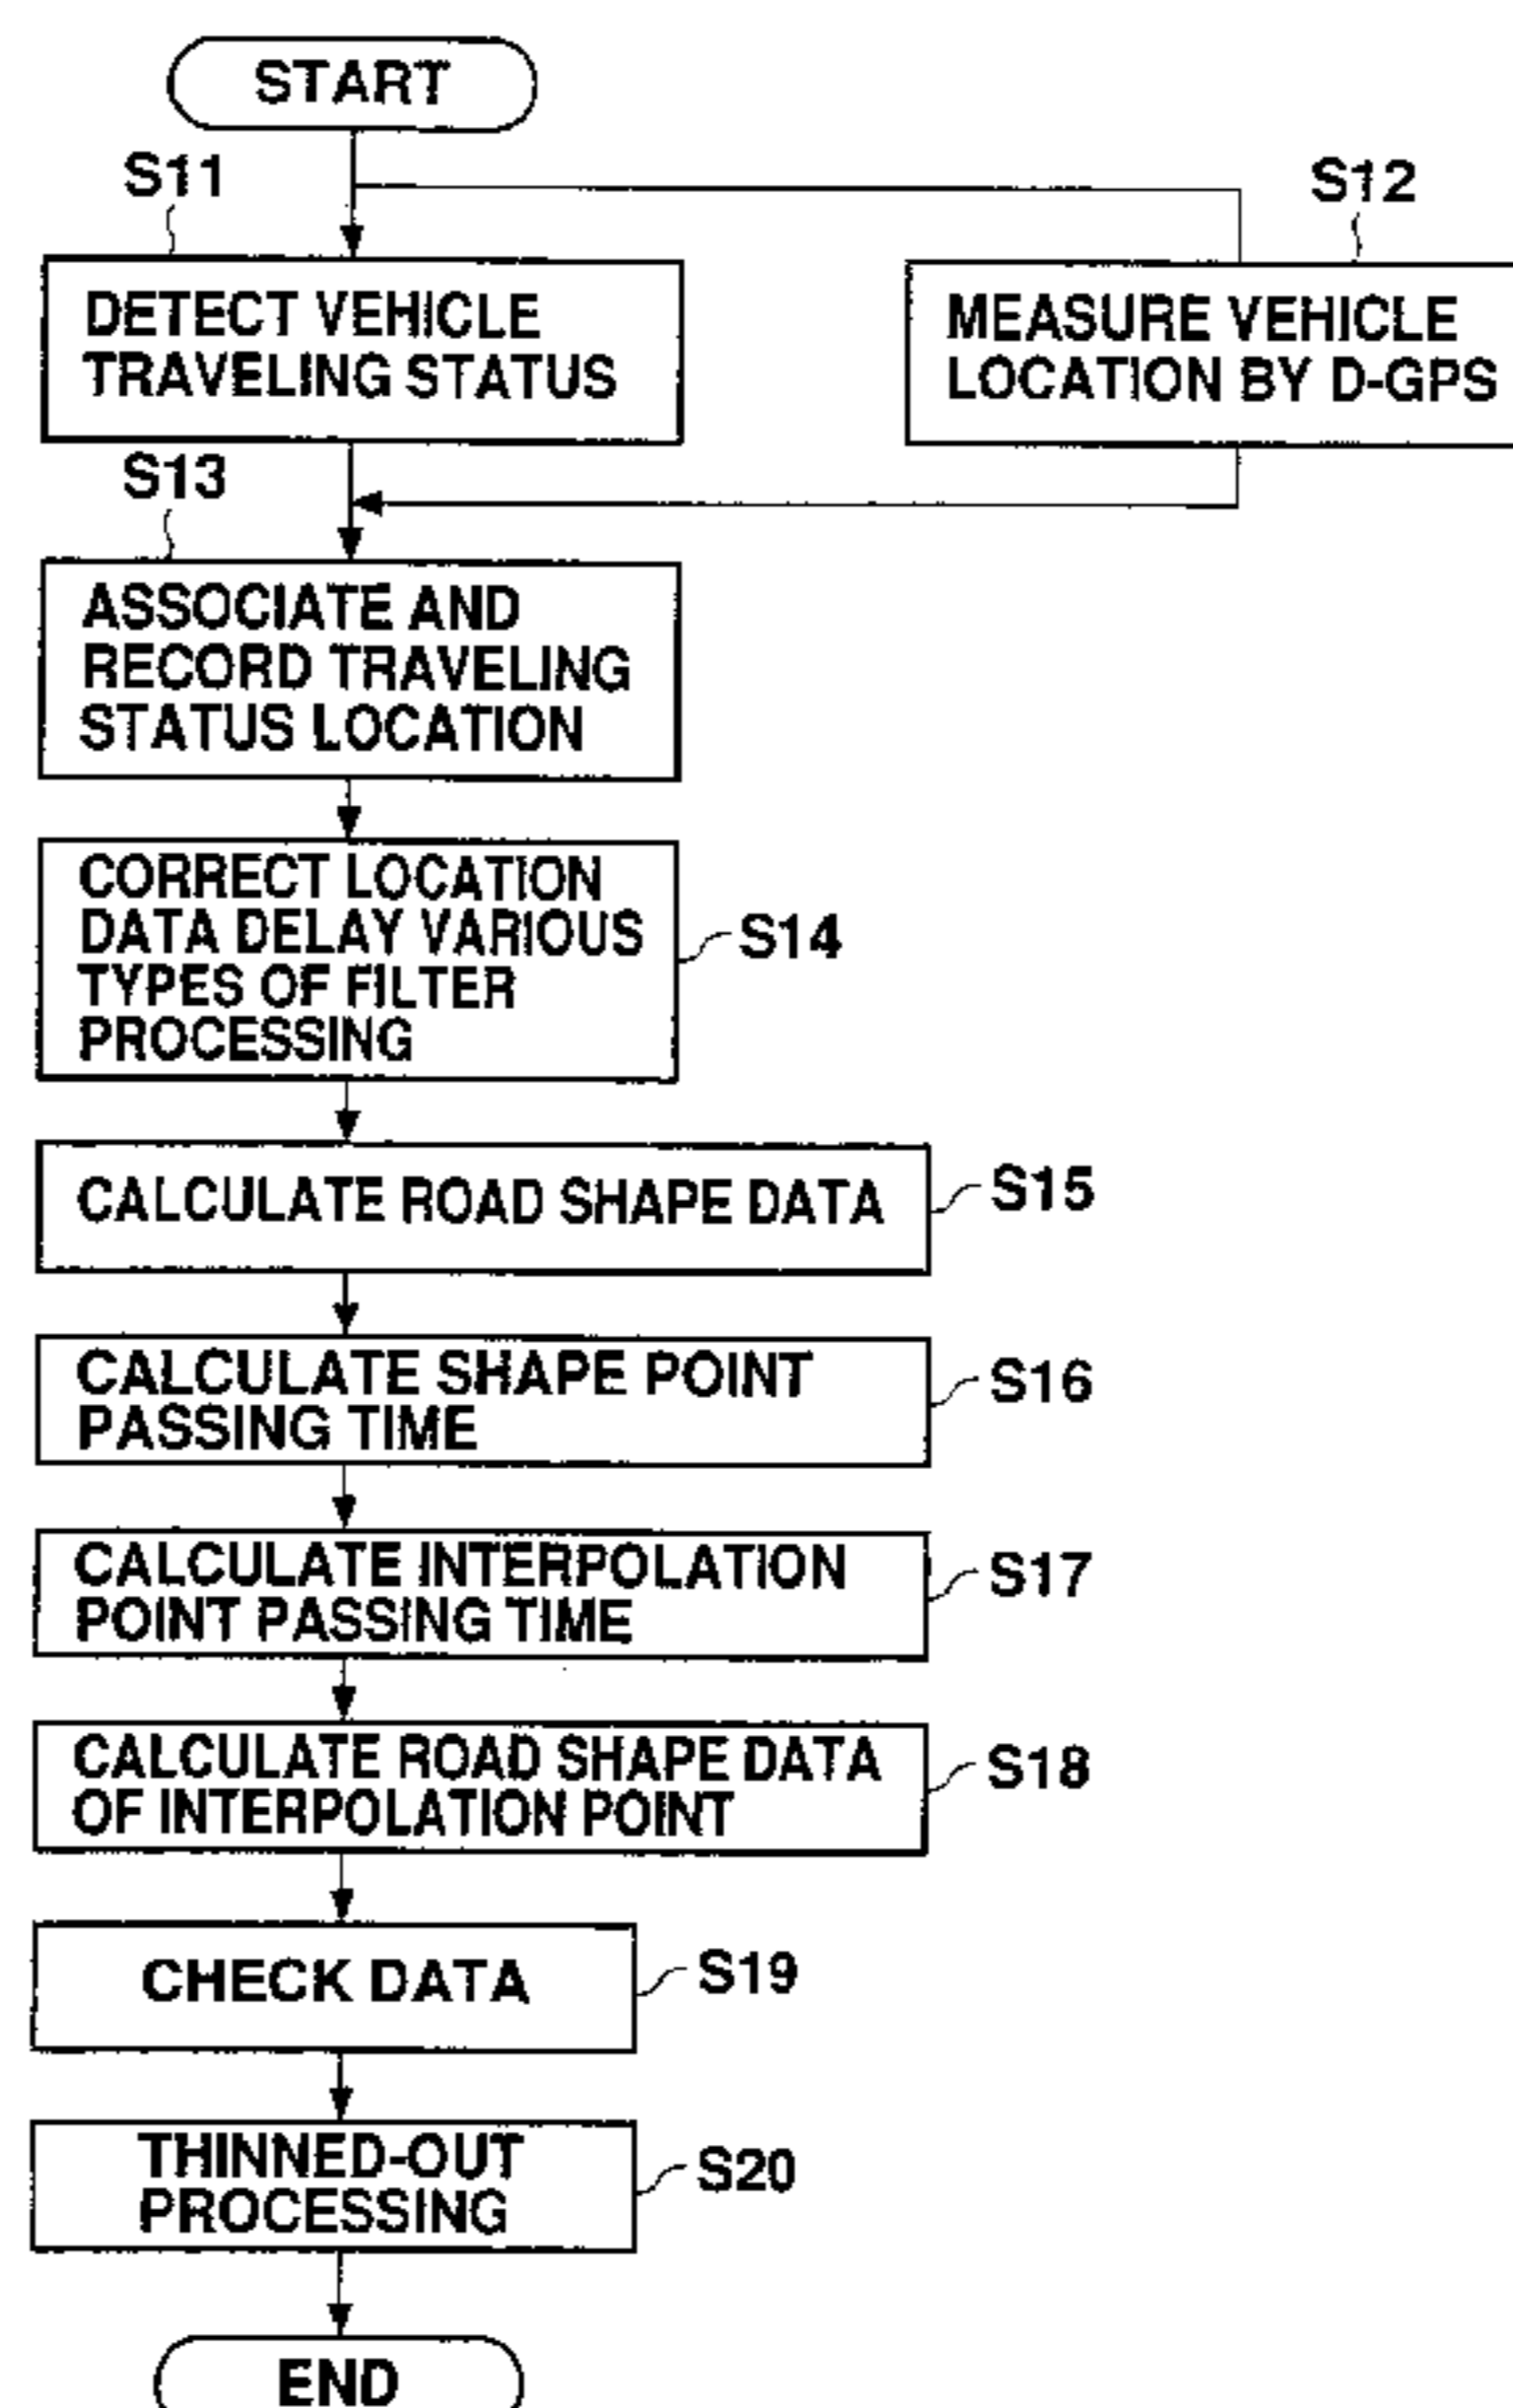 START
S11
S12
DETECT VEHICLE
TRAVELING STATUS
MEASURE VEHICLE
LOCATION BY D-GPS
S13
ASSOCIATE AND
RECORD TRAVELING
STATUS LOCATION
CORRECT LOCATION
DATA DELAY VARIOUS
TYPES OF FILTER
PROCESSING
S14
CALCULATE ROAD SHAPE DATA
S15
CALCULATE SHAPE POINT
PASSING TIME
S16
CALCULATE INTERPOLATION
POINT PASSING TIME
S17
CALCULATE ROAD SHAPE DATA
OF INTERPOLATION POINT
S18
CHECK DATA
S19
THINNED-OUT
PROCESSING
S20
END